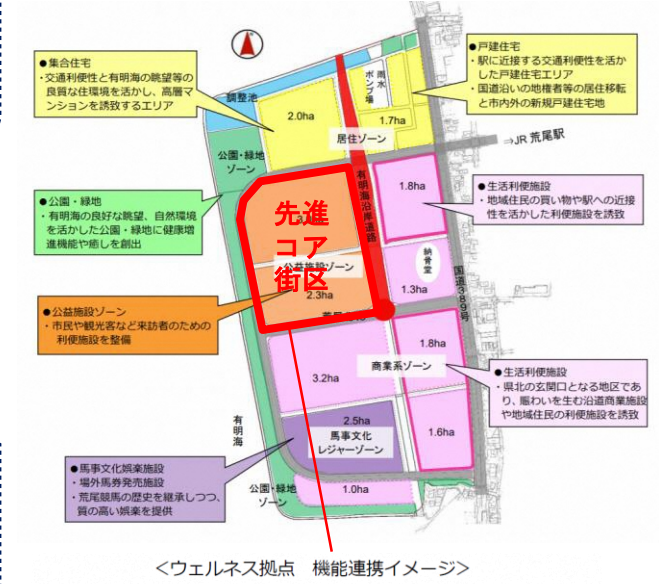 ●集合住宅
・交通利便性と有明海の眺望等の
良質な住環境を活かし、高層マ
ンションを誘致するエリア
●戸建住宅
・駅に近接する交通利便性を活か
した戸建住宅エリア
・国道沿いの地権者等の居住移転
と市内外の新規戸建住宅地
調整池
2.0ha
雨水
ポンプ場
1.7ha
居住ゾーン
⇒JR 荒尾駅
公園・緑地
ゾーン
●公園・緑地
・有明海の良好な眺望、自然環境
を活かした公園・緑地に健康増
進機能や癒しを創出
先進
コア
街区
公益施設ゾーン
2.3ha
有明海沿岸道路
1.8ha
●生活利便施設
・地域住民の買い物や駅への近接
性を活かした利便施設を誘致
納骨堂
1.3ha
国道389号
●公益施設ゾーン
・市民や観光客など来訪者のための
利便施設を整備
1.8ha
3.2ha
商業系ゾーン
●生活利便施設
・県北の玄関口となる地区であ
り、賑わいを生む沿道商業施設
や地域住民の利便施設を誘致
有明海
2.5ha
馬事文化
レジャーゾーン
1.6ha
●馬事文化娯楽施設
・場外馬券発売施設
・荒尾競馬の歴史を継承しつつ、
質の高い娯楽を提供
公園・緑地
ゾーン
1.0ha
＜ウェルネス拠点　機能連携イメージ＞